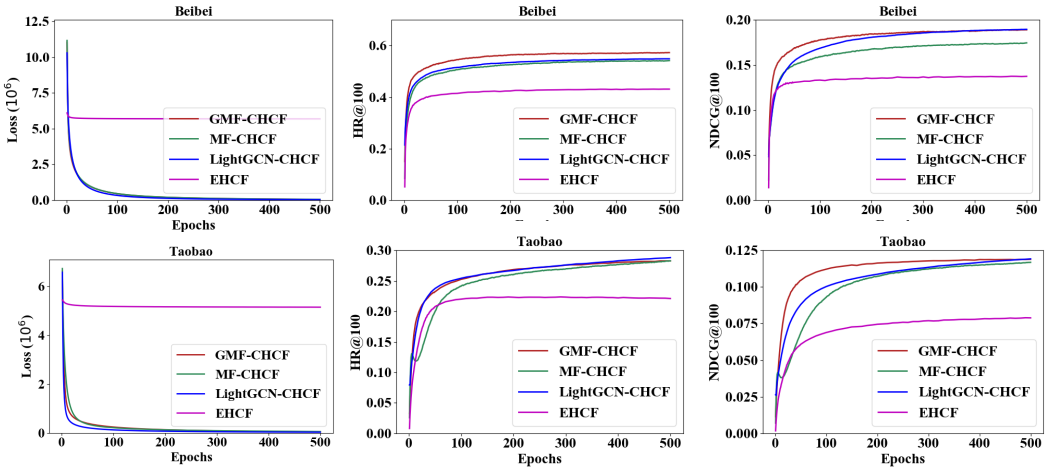 Beibei
12.5
10.0
7.5
5.0
2.5
0.0
Loss (10^6)
GMF-CHCF
MF-CHCF
LightGCN-CHCF
EHCF
0 100 200 300 400 500
Epochs
Beibei
0.6
0.4
0.2
0.0
HR@100
GMF-CHCF
MF-CHCF
LightGCN-CHCF
EHCF
0 100 200 300 400 500
Beibei
0.20
0.15
0.10
0.05
0.00
NDCG@100
GMF-CHCF
MF-CHCF
LightGCN-CHCF
EHCF
0 100 200 300 400 500
Taobao
6
4
2
0
Loss (10^6)
GMF-CHCF
MF-CHCF
LightGCN-CHCF
EHCF
0 100 200 300 400 500
Epochs
Taobao
0.30
0.25
0.20
0.15
0.10
0.05
0.00
HR@100
GMF-CHCF
MF-CHCF
LightGCN-CHCF
EHCF
0 100 200 300 400 500
Epochs
Taobao
0.125
0.100
0.075
0.050
0.025
0.000
NDCG@100
GMF-CHCF
MF-CHCF
LightGCN-CHCF
EHCF
0 100 200 300 400 500
Epochs